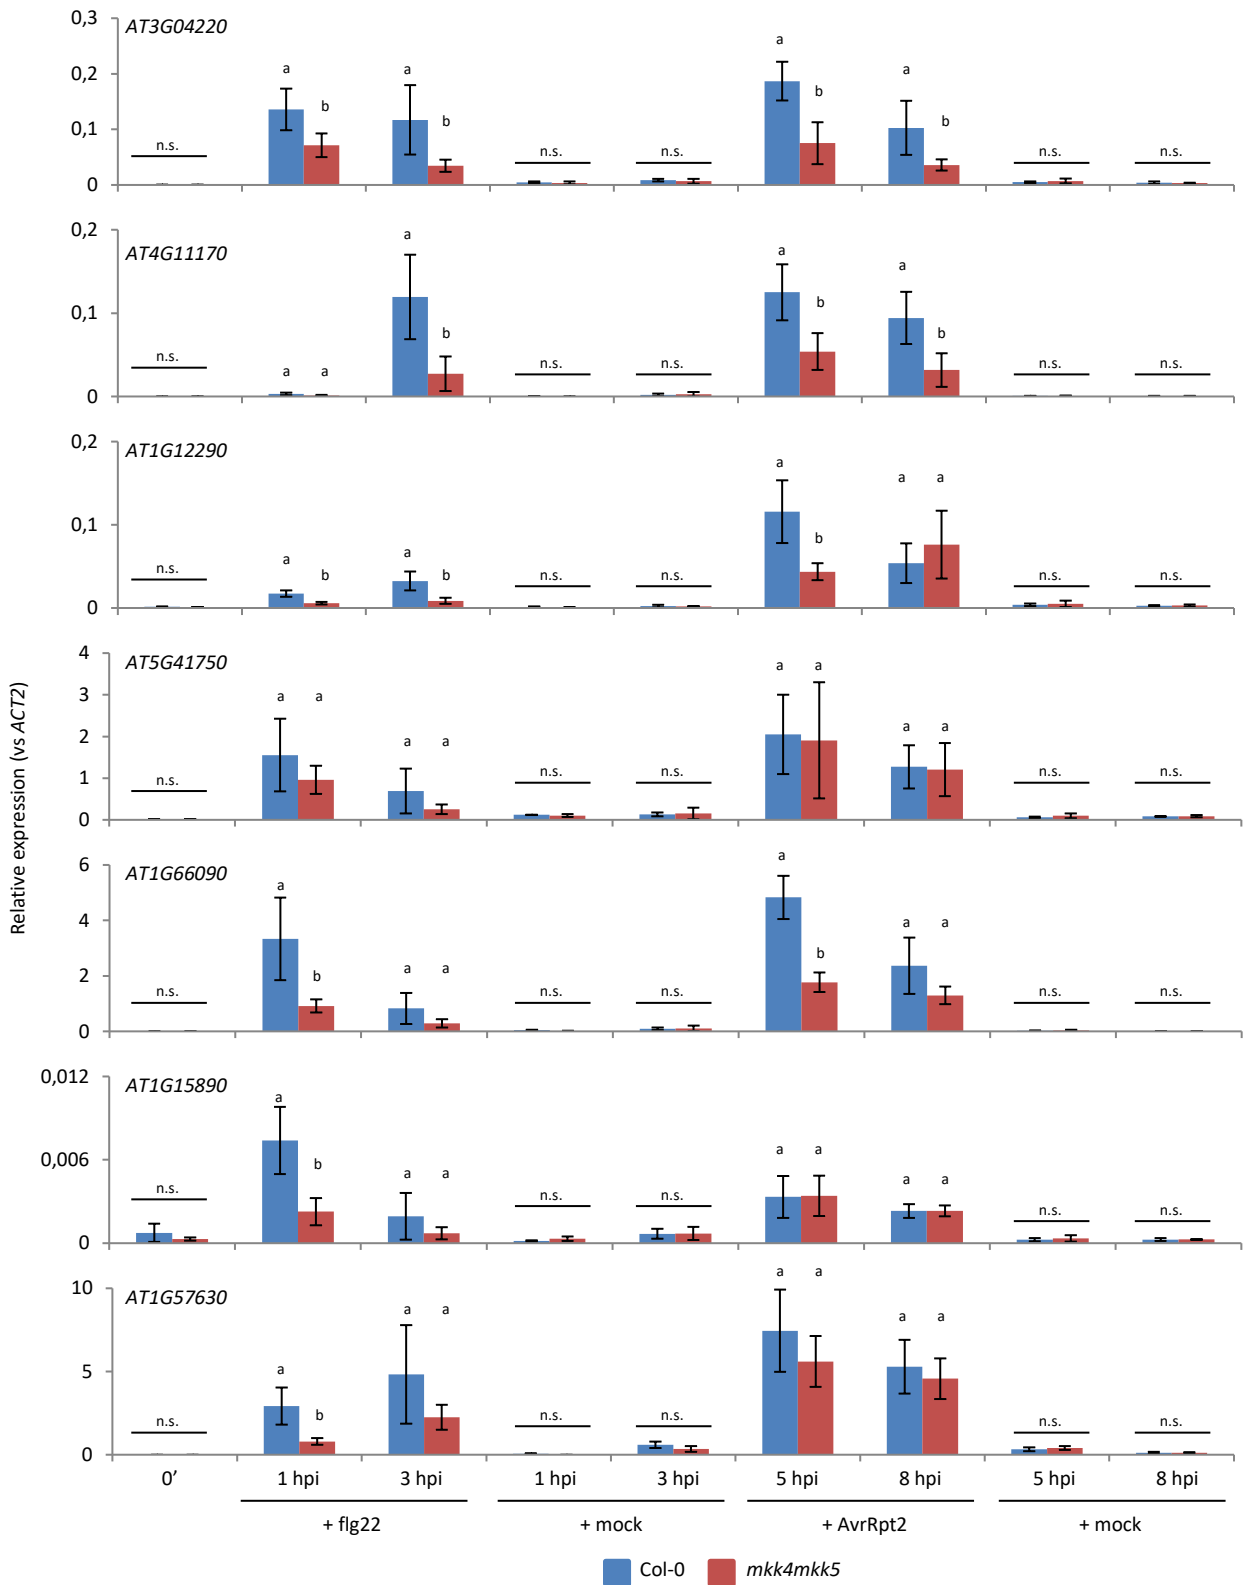 AT3G04220
0,3
0,2
0,1
0
n.s. a b a b n.s. n.s. a b a b n.s. n.s.
AT4G11170
0,2
0,1
0
n.s. a a a b n.s. n.s. a b a b n.s. n.s.
AT1G12290
0,2
0,1
0
n.s. a b a b n.s. n.s. a b a a n.s. n.s.
Relative expression (vs ACT2)
AT5G41750
4
3
2
1
0
n.s. a a a a n.s. n.s. a a a a n.s. n.s.
AT1G66090
6
4
2
0
n.s. a b a a n.s. n.s. a b a a n.s. n.s.
AT1G15890
0,012
0,006
0
n.s. a b a a n.s. n.s. a a a a n.s. n.s.
AT1G57630
10
5
0
n.s. a b a a n.s. n.s. a a a a n.s. n.s.
0' 1 hpi 3 hpi 1 hpi 3 hpi 5 hpi 8 hpi 5 hpi 8 hpi
+ flg22 + mock + AvrRpt2 + mock
Col-0 mkk4mkk5